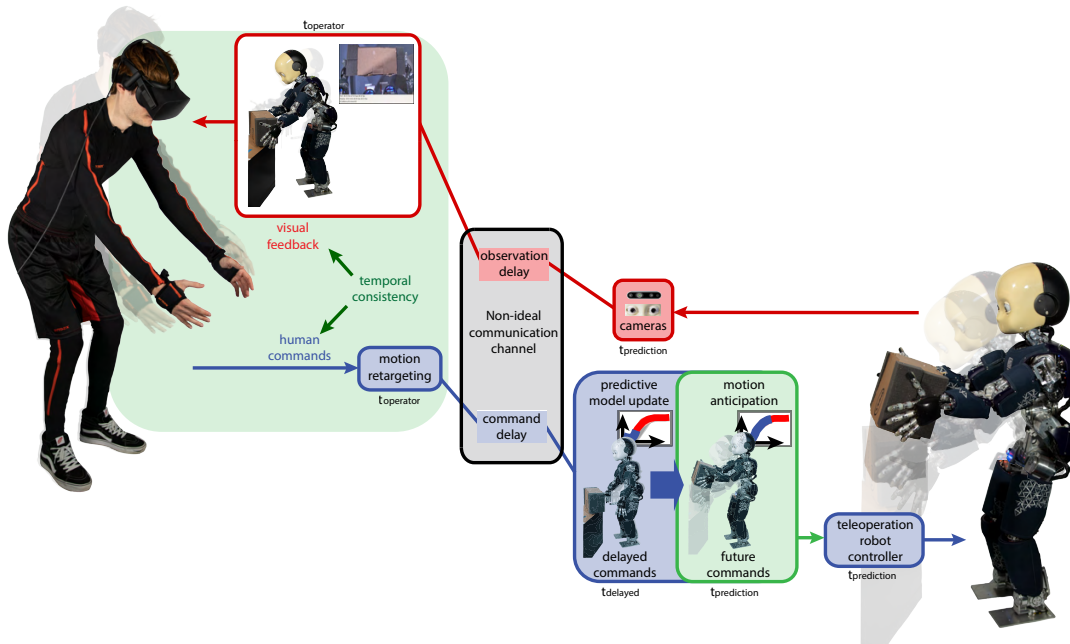 toperator
visual
feedback
temporal
consistency
human
commands
motion
retargeting
toperator
observation
delay
Non-ideal
communication
channel
command
delay
cameras
tprediction
predictive
model update
delayed
commands
tdelayed
motion
anticipation
future
commands
tprediction
teleoperation
robot
controller
tprediction